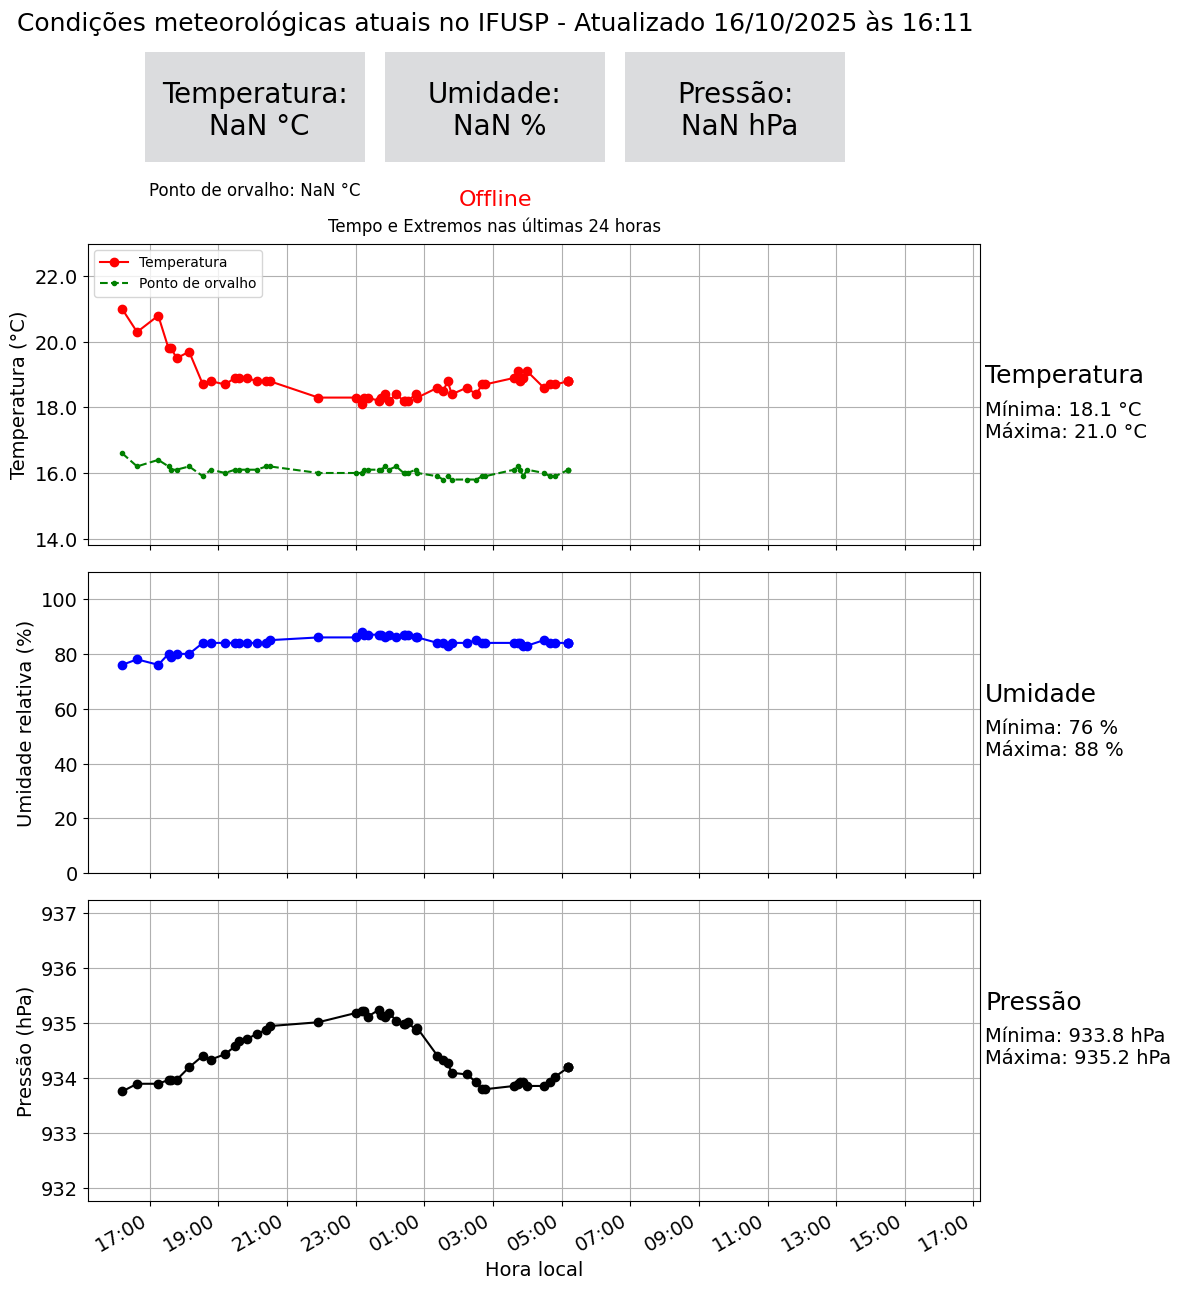 Condições meteorológicas atuais no IFUSP - Atualizado 16/10/2025 às 16:11
Temperatura:
NaN °C
Umidade:
NaN %
Pressão:
NaN hPa
Ponto de orvalho: NaN °C
Offline
Tempo e Extremos nas últimas 24 horas
Temperatura
Ponto de orvalho
Temperatura (°C)
22.0
20.0
18.0
16.0
14.0
Temperatura
Mínima: 18.1 °C
Máxima: 21.0 °C
Umidade relativa (%)
100
80
60
40
20
0
Umidade
Mínima: 76 %
Máxima: 88 %
Pressão (hPa)
937
936
935
934
933
932
Pressão
Mínima: 933.8 hPa
Máxima: 935.2 hPa
17:00 19:00 21:00 23:00 01:00 03:00 05:00 07:00 09:00 11:00 13:00 15:00 17:00
Hora local